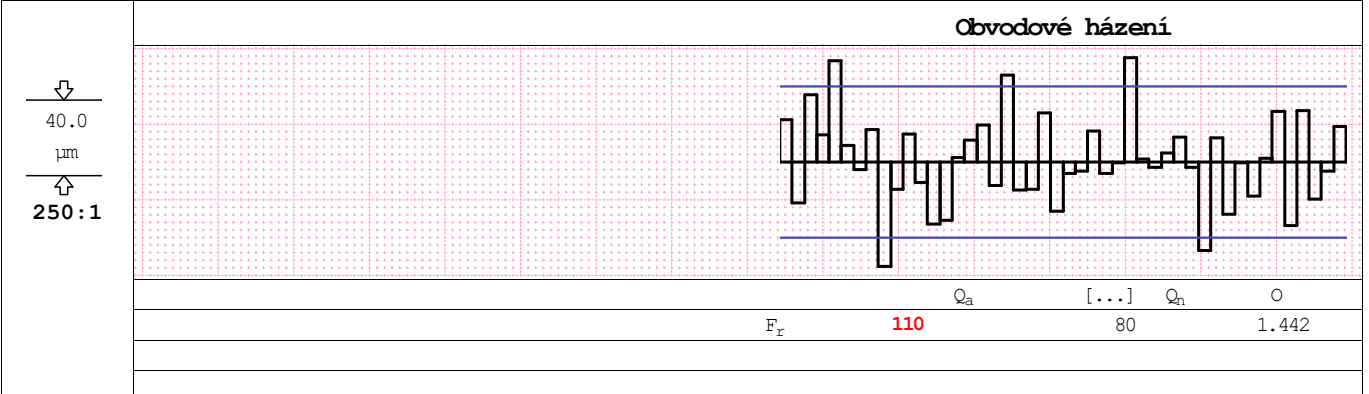 Obvodové házení
40.0
µm
250:1
Qa [...] Qn O
Fr 110 80 1.442